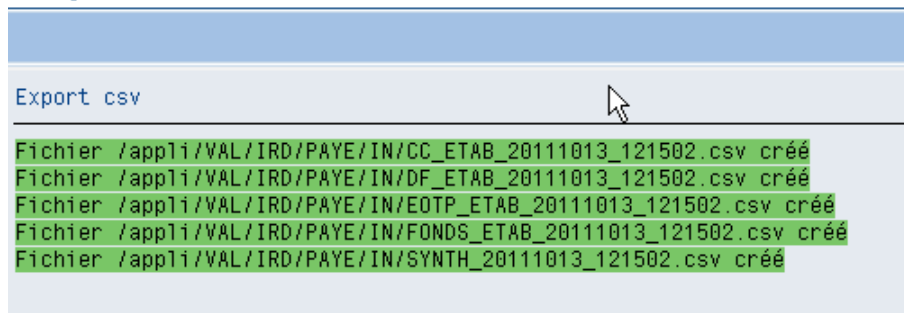 Export csv
Fichier /appli/VAL/IRD/PAYE/IN/CC_ETAB_20111013_121502.csv créé
Fichier /appli/VAL/IRD/PAYE/IN/DF_ETAB_20111013_121502.csv créé
Fichier /appli/VAL/IRD/PAYE/IN/EOTP_ETAB_20111013_121502.csv créé
Fichier /appli/VAL/IRD/PAYE/IN/FONDS_ETAB_20111013_121502.csv créé
Fichier /appli/VAL/IRD/PAYE/IN/SYNTH_20111013_121502.csv créé